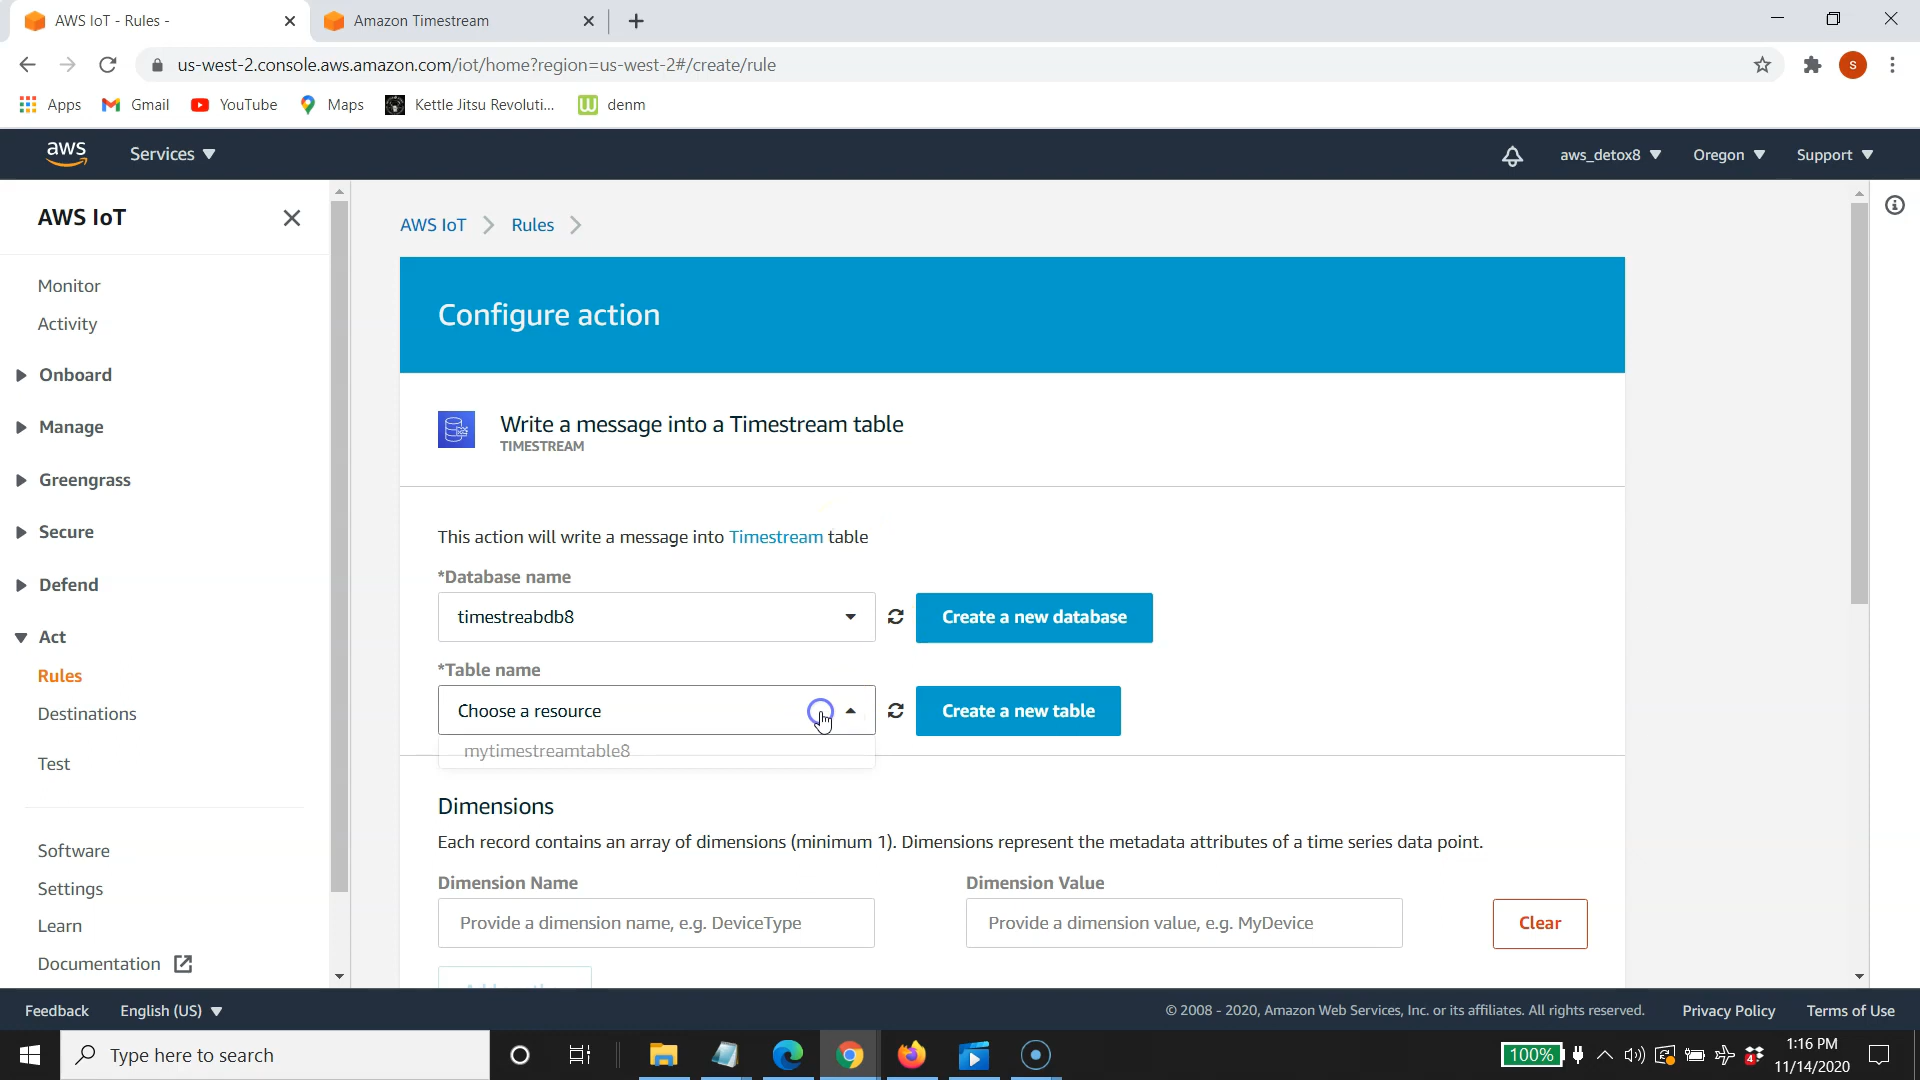 AWS IoT - Rules -
Amazon Timestream
us-west-2.console.aws.amazon.com/iot/home?region=us-west-2#/create/rule
S
Apps
Gmail
YouTube
Maps
Kettle Jitsu Revoluti...
denm
aws
Services
aws_detox8
Oregon
Support
AWS IoT
Monitor
Activity
Onboard
Manage
Greengrass
Secure
Defend
Act
Rules
Destinations
Test
Software
Settings
Learn
Documentation
AWS IoT
Rules
Configure action
Write a message into a Timestream table
TIMESTREAM
This action will write a message into Timestream table
*Database name
timestreabdb8
Create a new database
*Table name
Choose a resource
Create a new table
mytimestreamtable8
Dimensions
Each record contains an array of dimensions (minimum 1). Dimensions represent the metadata attributes of a time series data point.
Dimension Name
Dimension Value
Provide a dimension name, e.g. DeviceType
Provide a dimension value, e.g. MyDevice
Clear
Feedback
English (US)
© 2008 - 2020, Amazon Web Services, Inc. or its affiliates. All rights reserved.
Privacy Policy
Terms of Use
Type here to search
100%
4
1:16 PM
11/14/2020